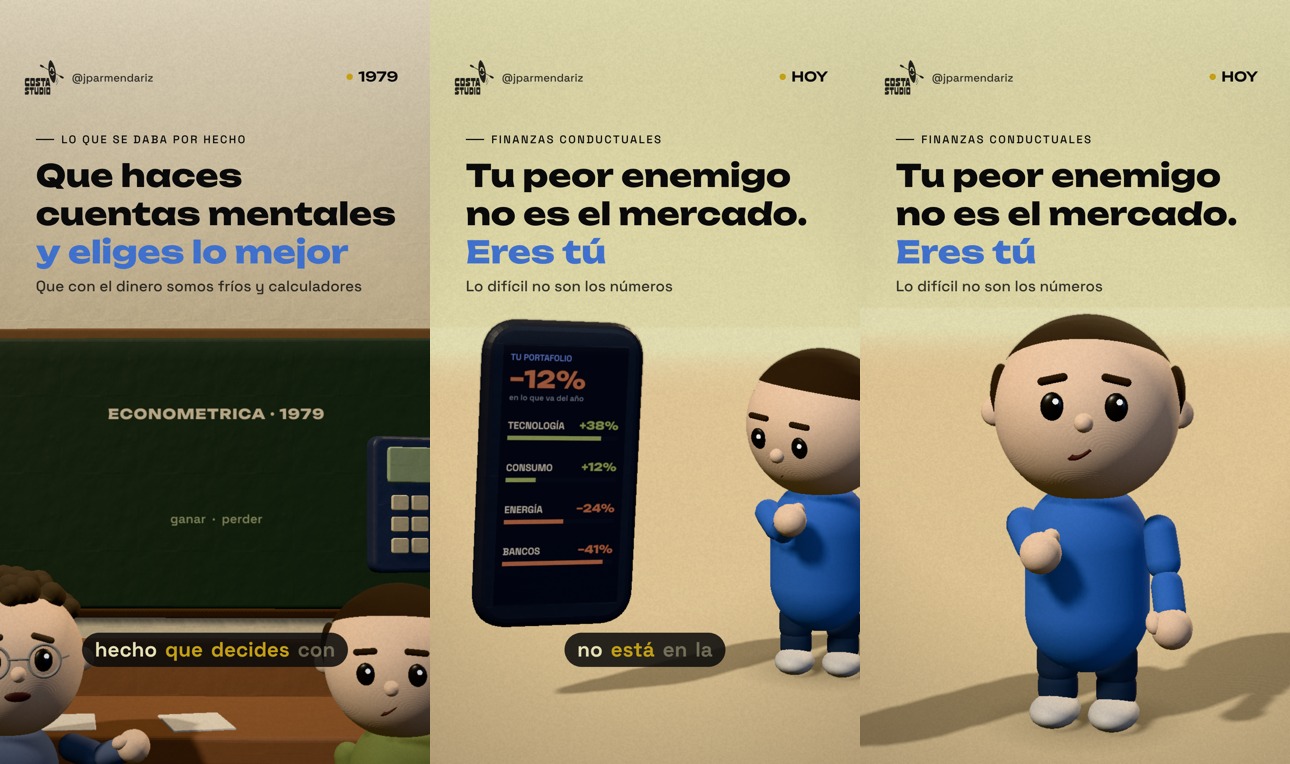 COSTA
STUDIO
@jparmendariz
1979
LO QUE SE DABA POR HECHO
Que haces
cuentas mentales
y eliges lo mejor
Que con el dinero somos fríos y calculadores
ECONOMETRICA · 1979
ganar · perder
hecho que decides con
COSTA
STUDIO
@jparmendariz
HOY
FINANZAS CONDUCTUALES
Tu peor enemigo
no es el mercado.
Eres tú
Lo difícil no son los números
TU PORTAFOLIO
−12%
en lo que va del año
TECNOLOGÍA +38%
CONSUMO +12%
ENERGÍA −24%
BANCOS −41%
no está en la
COSTA
STUDIO
@jparmendariz
HOY
FINANZAS CONDUCTUALES
Tu peor enemigo
no es el mercado.
Eres tú
Lo difícil no son los números